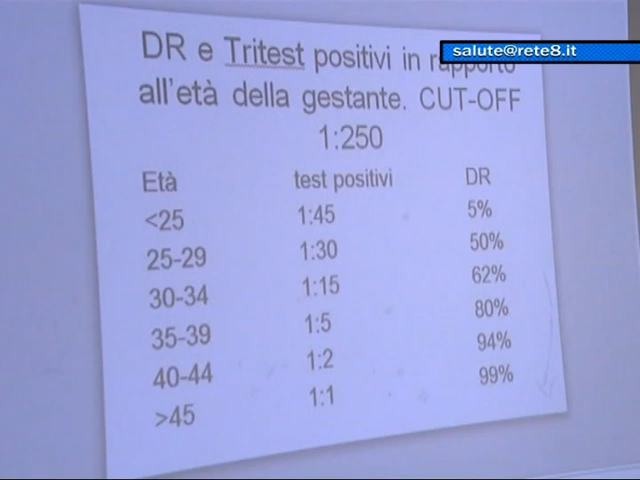 salute@rete8.it
DR e Tritest positivi in rapporto
all'età della gestante. CUT-OFF
1:250
Età test positivi DR
<25 1:45 5%
25-29 1:30 50%
30-34 1:15 62%
35-39 1:5 80%
40-44 1:2 94%
>45 1:1 99%